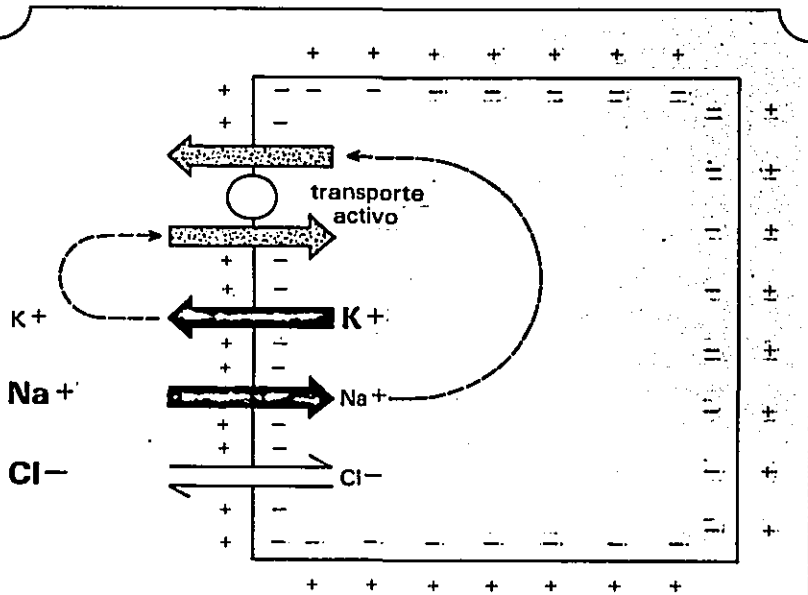 transporte
activo
K+ K+
Na+ Na+
Cl− Cl−